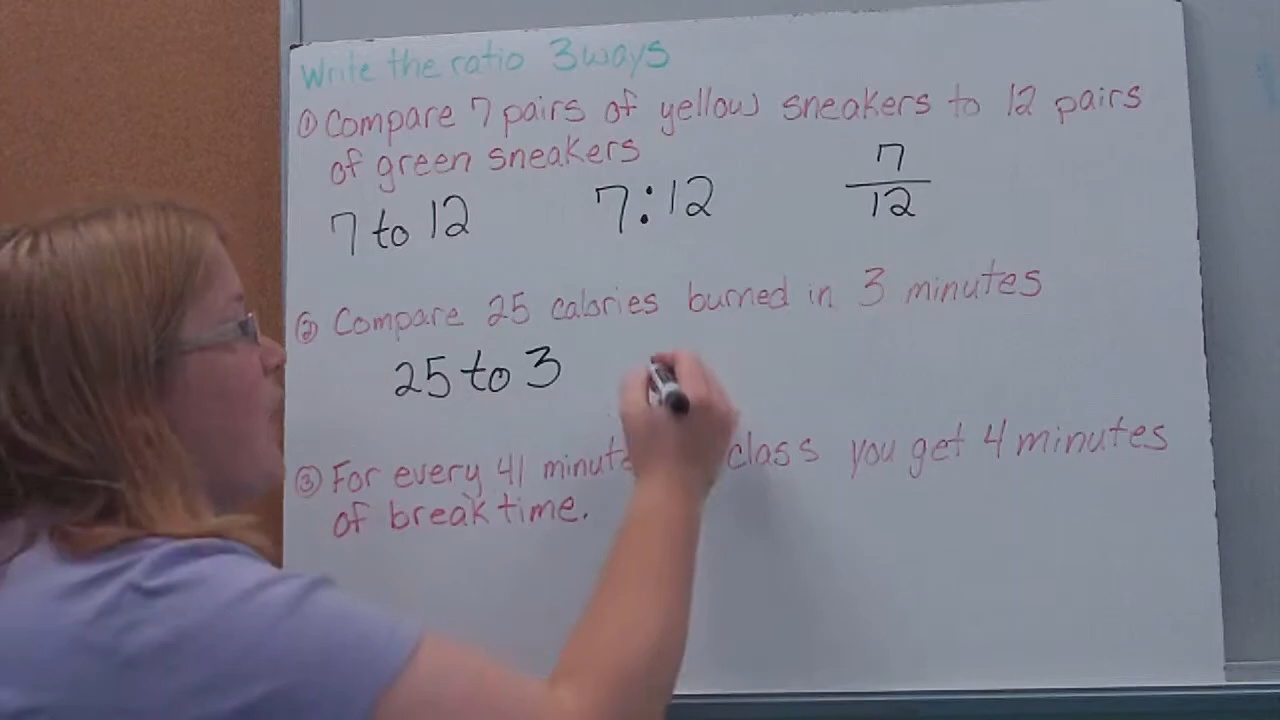 Write the ratio 3 ways
① Compare 7 pairs of yellow sneakers to 12 pairs
of green sneakers
7 to 12 7:12 7/12
② Compare 25 calories burned in 3 minutes
25 to 3
③ For every 41 class you get 4 minutes
of break time.